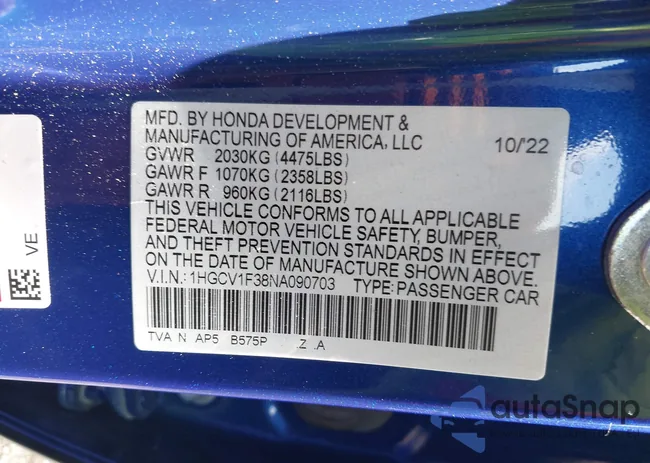 MFD. BY HONDA DEVELOPMENT &
MANUFACTURING OF AMERICA, LLC 10/'22
GVWR 2030KG (4475LBS)
GAWR F 1070KG (2358LBS)
GAWR R 960KG (2116LBS)
THIS VEHICLE CONFORMS TO ALL APPLICABLE
FEDERAL MOTOR VEHICLE SAFETY, BUMPER,
AND THEFT PREVENTION STANDARDS IN EFFECT
ON THE DATE OF MANUFACTURE SHOWN ABOVE.
V.I.N.: 1HGCV1F38NA090703 TYPE: PASSENGER CAR
TVA N AP5 B575P .Z .A
VE
autoSnap